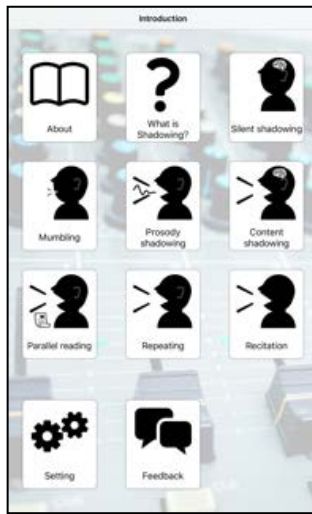 Introduction
About
What is
Shadowing?
Silent shadowing
Mumbling
Prosody
shadowing
Content
shadowing
Parallel reading
Repeating
Recitation
Setting
Feedback